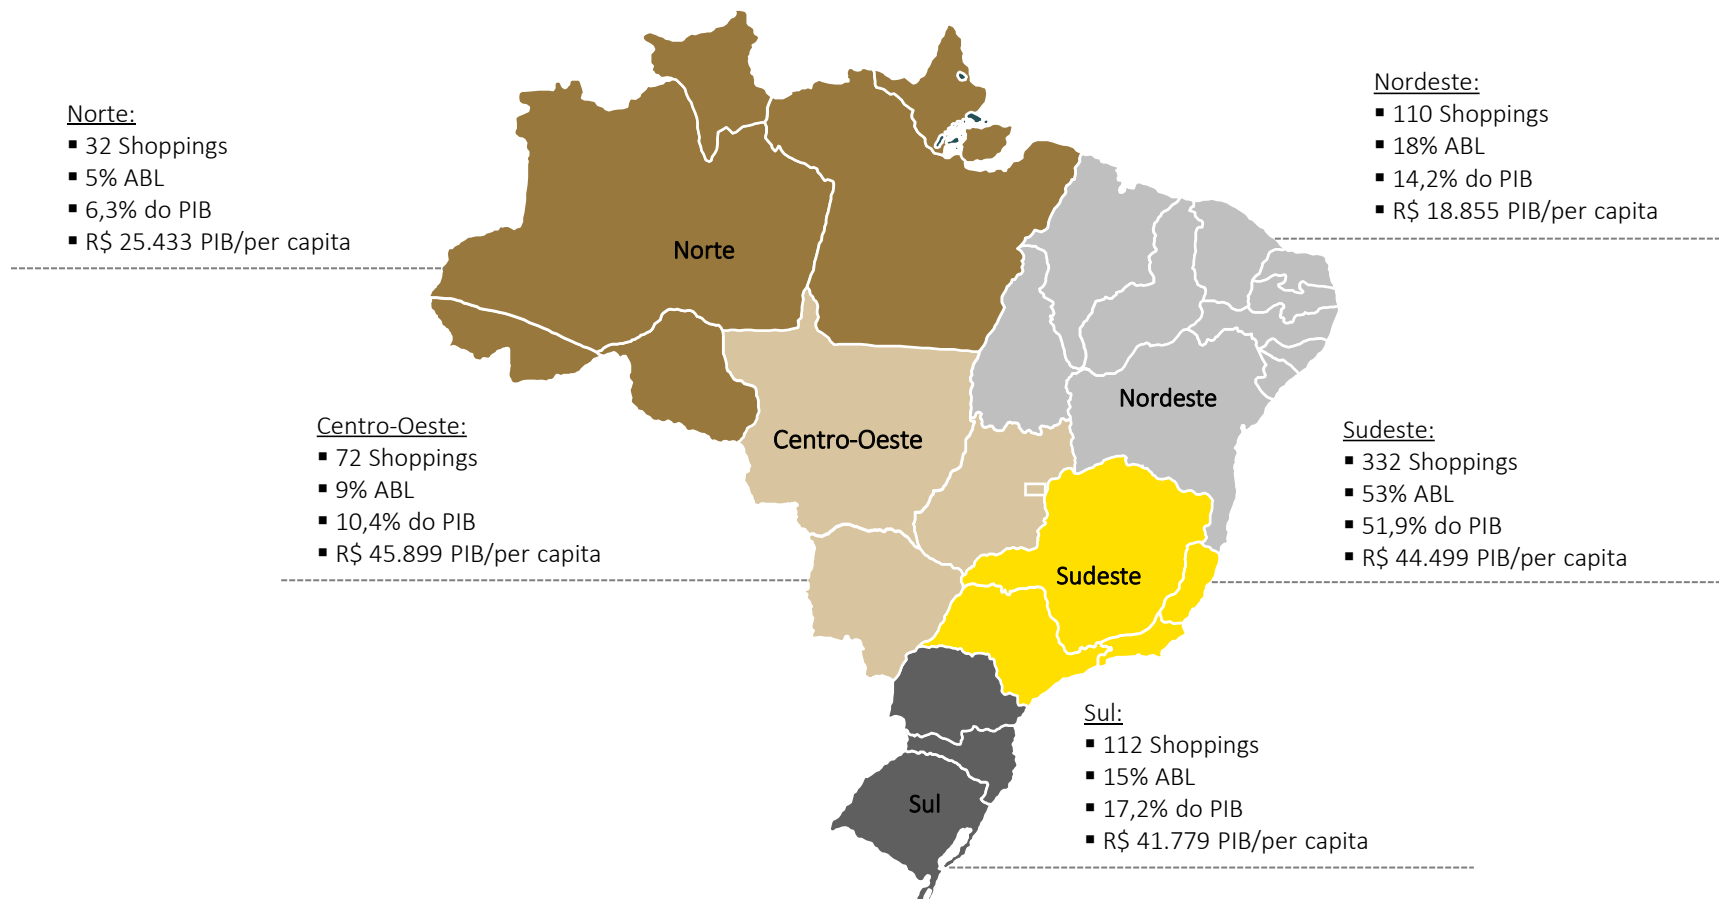 Norte:
▪ 32 Shoppings
▪ 5% ABL
▪ 6,3% do PIB
▪ R$ 25.433 PIB/per capita
Nordeste:
▪ 110 Shoppings
▪ 18% ABL
▪ 14,2% do PIB
▪ R$ 18.855 PIB/per capita
Norte
Nordeste
Centro-Oeste
Centro-Oeste:
▪ 72 Shoppings
▪ 9% ABL
▪ 10,4% do PIB
▪ R$ 45.899 PIB/per capita
Sudeste:
▪ 332 Shoppings
▪ 53% ABL
▪ 51,9% do PIB
▪ R$ 44.499 PIB/per capita
Sudeste
Sul:
▪ 112 Shoppings
▪ 15% ABL
▪ 17,2% do PIB
▪ R$ 41.779 PIB/per capita
Sul